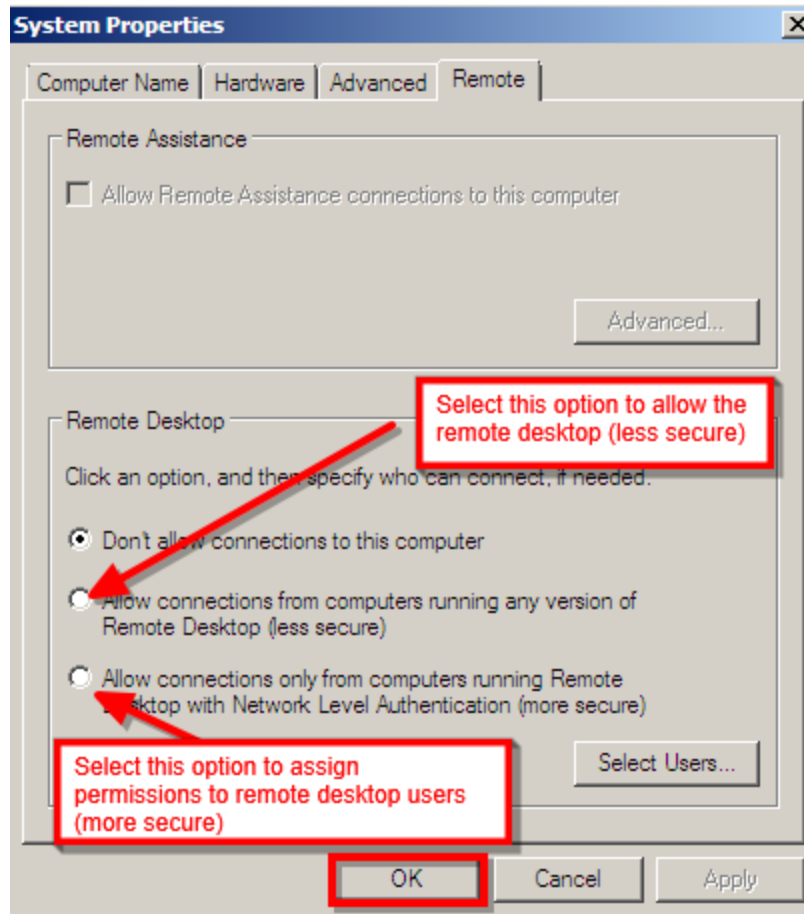 System Properties
Computer Name Hardware Advanced Remote
Remote Assistance
Allow Remote Assistance connections to this computer
Advanced...
Select this option to allow the
remote desktop (less secure)
Remote Desktop
Click an option, and then specify who can connect, if needed.
Don't allow connections to this computer
Allow connections from computers running any version of
Remote Desktop (less secure)
Allow connections only from computers running Remote
Desktop with Network Level Authentication (more secure)
Select this option to assign
permissions to remote desktop users
(more secure)
Select Users...
OK Cancel Apply